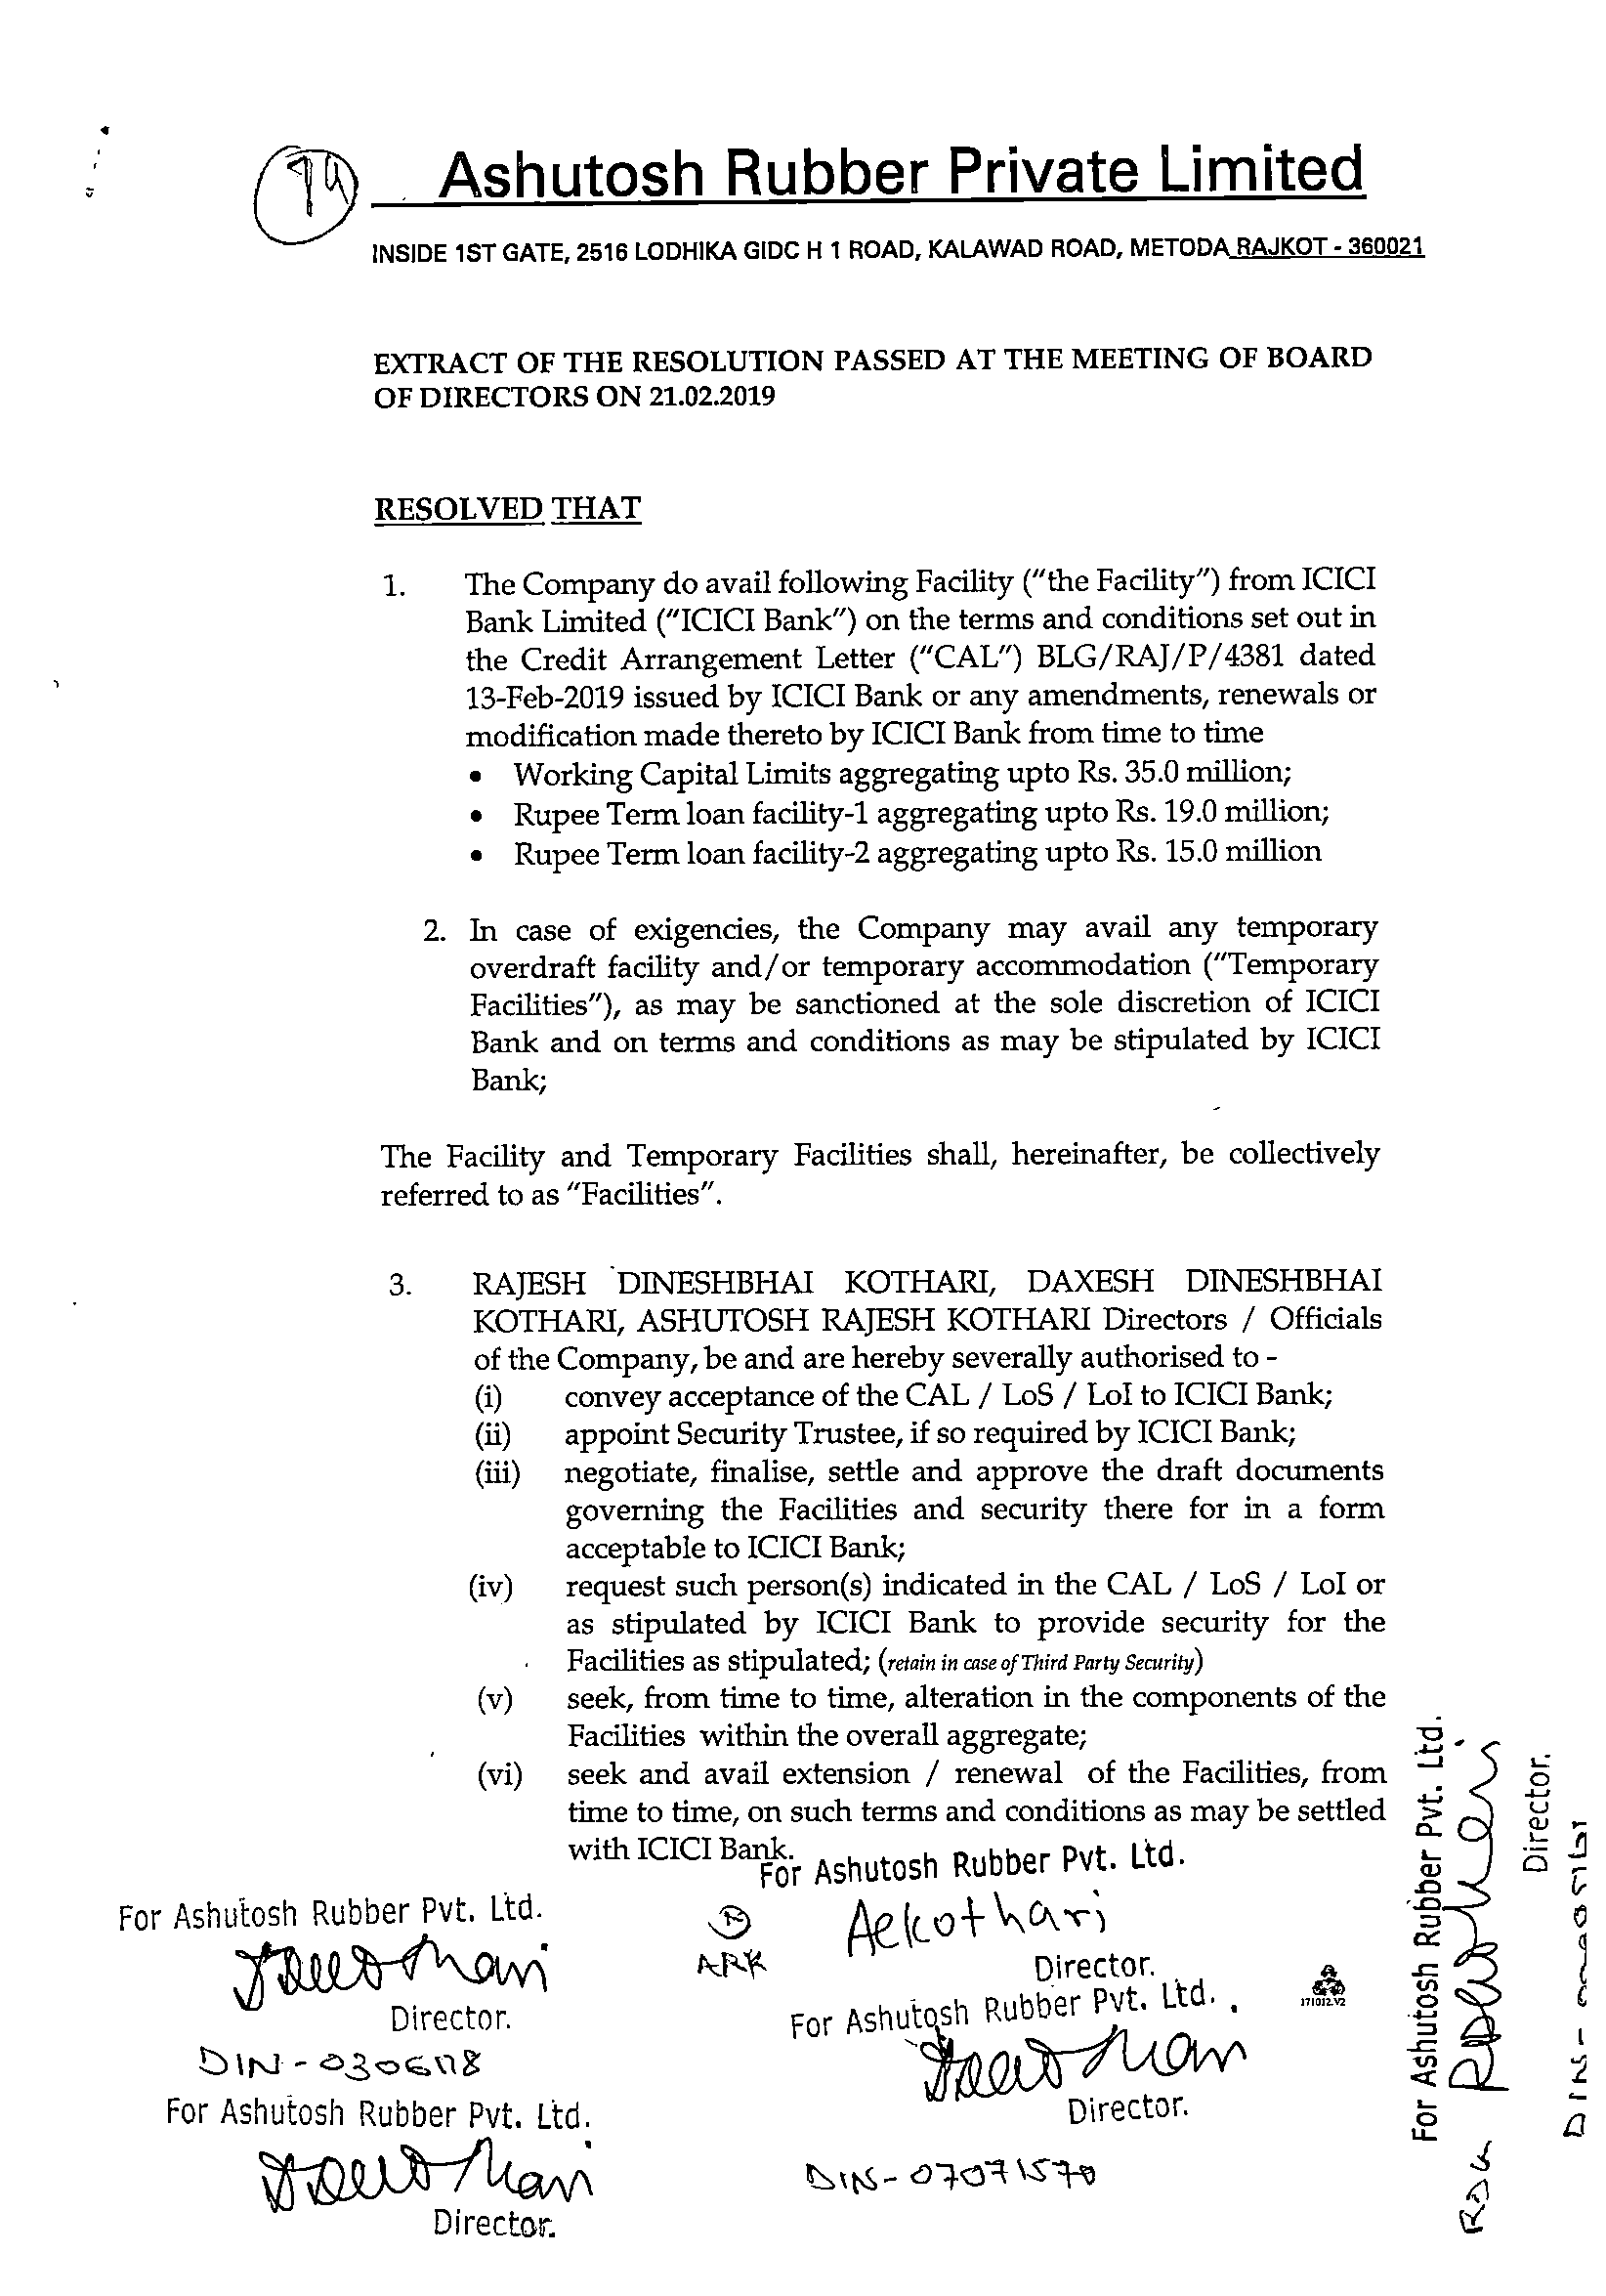 Ashutosh Rubber Private Limited
INSIDE 1ST GATE, 2516 LODHIKA GIDC H 1 ROAD, KALAWAD ROAD, METODA RAJKOT - 360021
EXTRACT OF THE RESOLUTION PASSED AT THE MEETING OF BOARD
OF DIRECTORS ON 21.02.2019
RESOLVED THAT
1. The Company do avail following Facility ("the Facility") from ICICI
Bank Limited ("ICICI Bank") on the terms and conditions set out in
the Credit Arrangement Letter ("CAL") BLG/RAJ/P/4381 dated
13-Feb-2019 issued by ICICI Bank or any amendments, renewals or
modification made thereto by ICICI Bank from time to time
• Working Capital Limits aggregating upto Rs. 35.0 million;
• Rupee Term loan facility-1 aggregating upto Rs. 19.0 million;
• Rupee Term loan facility-2 aggregating upto Rs. 15.0 million
2. In case of exigencies, the Company may avail any temporary
overdraft facility and/or temporary accommodation ("Temporary
Facilities"), as may be sanctioned at the sole discretion of ICICI
Bank and on terms and conditions as may be stipulated by ICICI
Bank;
The Facility and Temporary Facilities shall, hereinafter, be collectively
referred to as "Facilities".
3. RAJESH DINESHBHAI KOTHARI, DAXESH DINESHBHAI
KOTHARI, ASHUTOSH RAJESH KOTHARI Directors / Officials
of the Company, be and are hereby severally authorised to -
(i) convey acceptance of the CAL / LoS / LoI to ICICI Bank;
(ii) appoint Security Trustee, if so required by ICICI Bank;
(iii) negotiate, finalise, settle and approve the draft documents
governing the Facilities and security there for in a form
acceptable to ICICI Bank;
(iv) request such person(s) indicated in the CAL / LoS / LoI or
as stipulated by ICICI Bank to provide security for the
Facilities as stipulated; (retain in case of Third Party Security)
(v) seek, from time to time, alteration in the components of the
Facilities within the overall aggregate;
(vi) seek and avail extension / renewal of the Facilities, from
time to time, on such terms and conditions as may be settled
with ICICI Bank.
For Ashutosh Rubber Pvt. Ltd.
Director.
For Ashutosh Rubber Pvt. Ltd.
ARK
Director.
DIN -
For Ashutosh Rubber Pvt. Ltd.
Director.
171012.V2
For Ashutosh Rubber Pvt. Ltd.
Director.
DIN - 07071570
For Ashutosh Rubber Pvt. Ltd.
Director.
RDK
DIN -